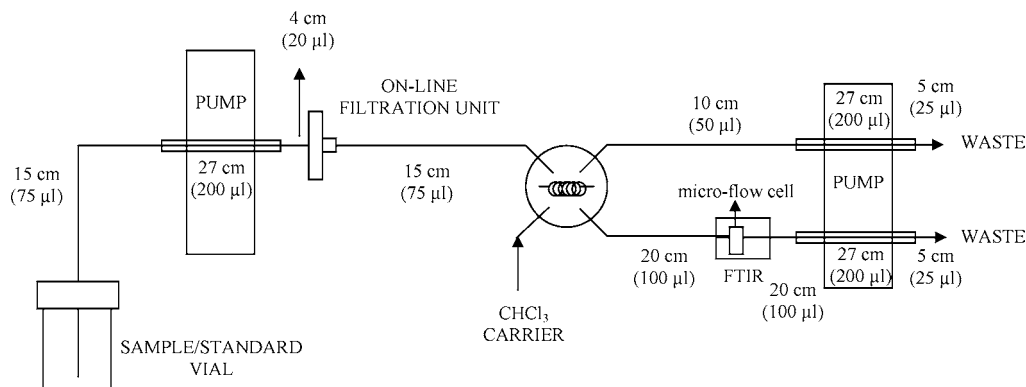 4 cm
(20 µl)
PUMP
ON-LINE
FILTRATION UNIT
10 cm
(50 µl)
27 cm
(200 µl)
5 cm
(25 µl)
WASTE
15 cm
(75 µl)
27 cm
(200 µl)
15 cm
(75 µl)
PUMP
micro-flow cell
WASTE
20 cm
(100 µl)
FTIR
27 cm
(200 µl)
5 cm
(25 µl)
20 cm
(100 µl)
CHCl₃
CARRIER
SAMPLE/STANDARD
VIAL